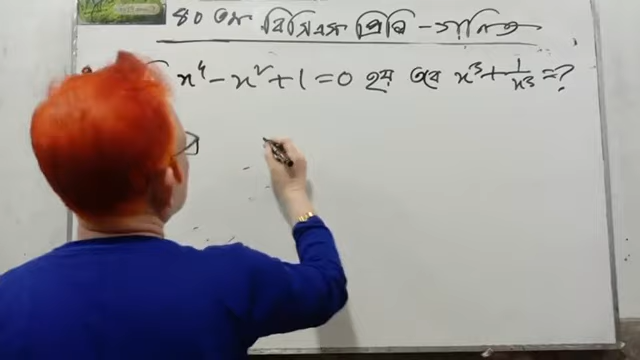 ৪০ তম বিসিএস প্রিলি - গণিত
x⁴ - x² + 1 = 0 হয় তবে x³ + 1/x³ = ?